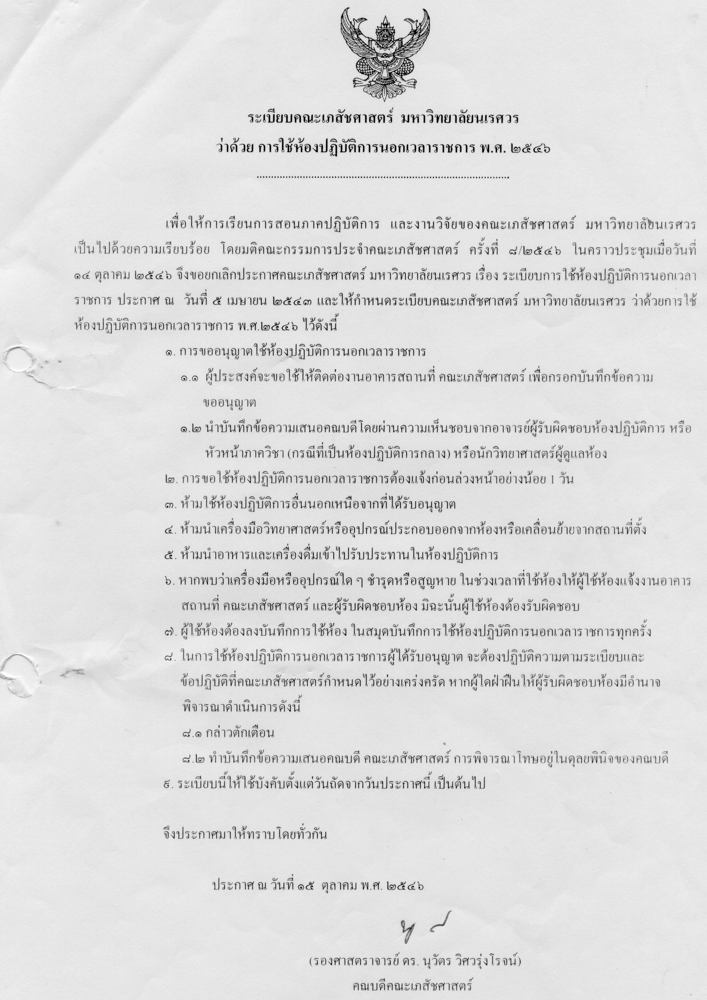 ระเบียบคณะเภสัชศาสตร์ มหาวิทยาลัยนเรศวร
ว่าด้วย การใช้ห้องปฏิบัติการนอกเวลาราชการ พ.ศ. ๒๕๔๖
เพื่อให้การเรียนการสอนภาคปฏิบัติการ และงานวิจัยของคณะเภสัชศาสตร์ มหาวิทยาลัยนเรศวร
เป็นไปด้วยความเรียบร้อย โดยมติคณะกรรมการประจำคณะเภสัชศาสตร์ ครั้งที่ ๘/๒๕๔๖ ในคราวประชุมเมื่อวันที่
๑๔ ตุลาคม ๒๕๔๖ จึงขอยกเลิกประกาศคณะเภสัชศาสตร์ มหาวิทยาลัยนเรศวร เรื่อง ระเบียบการใช้ห้องปฏิบัติการนอกเวลา
ราชการ ประกาศ ณ วันที่ ๕ เมษายน ๒๕๔๓ และให้กำหนดระเบียบคณะเภสัชศาสตร์ มหาวิทยาลัยนเรศวร ว่าด้วยการใช้
ห้องปฏิบัติการนอกเวลาราชการ พ.ศ.๒๕๔๖ ไว้ดังนี้
๑. การขออนุญาตใช้ห้องปฏิบัติการนอกเวลาราชการ
๑.๑ ผู้ประสงค์จะขอใช้ให้ติดต่องานอาคารสถานที่ คณะเภสัชศาสตร์ เพื่อกรอกบันทึกข้อความ
ขออนุญาต
๑.๒ นำบันทึกข้อความเสนอคณบดีโดยผ่านความเห็นชอบจากอาจารย์ผู้รับผิดชอบห้องปฏิบัติการ หรือ
หัวหน้าภาควิชา (กรณีที่เป็นห้องปฏิบัติการกลาง) หรือนักวิทยาศาสตร์ผู้ดูแลห้อง
๒. การขอใช้ห้องปฏิบัติการนอกเวลาราชการต้องแจ้งก่อนล่วงหน้าอย่างน้อย 1 วัน
๓. ห้ามใช้ห้องปฏิบัติการอื่นนอกเหนือจากที่ได้รับอนุญาต
๔. ห้ามนำเครื่องมือวิทยาศาสตร์หรืออุปกรณ์ประกอบออกจากห้องหรือเคลื่อนย้ายจากสถานที่ตั้ง
๕. ห้ามนำอาหารและเครื่องดื่มเข้าไปรับประทานในห้องปฏิบัติการ
๖. หากพบว่าเครื่องมือหรืออุปกรณ์ใด ๆ ชำรุดหรือสูญหาย ในช่วงเวลาที่ใช้ห้องให้ผู้ใช้ห้องแจ้งงานอาคาร
สถานที่ คณะเภสัชศาสตร์ และผู้รับผิดชอบห้อง มิฉะนั้นผู้ใช้ห้องต้องรับผิดชอบ
๗. ผู้ใช้ห้องต้องลงบันทึกการใช้ห้อง ในสมุดบันทึกการใช้ห้องปฏิบัติการนอกเวลาราชการทุกครั้ง
๘. ในการใช้ห้องปฏิบัติการนอกเวลาราชการผู้ได้รับอนุญาต จะต้องปฏิบัติความตามระเบียบและ
ข้อปฏิบัติที่คณะเภสัชศาสตร์กำหนดไว้อย่างเคร่งครัด หากผู้ใดฝ่าฝืนให้ผู้รับผิดชอบห้องมีอำนาจ
พิจารณาดำเนินการดังนี้
๘.๑ กล่าวตักเตือน
๘.๒ ทำบันทึกข้อความเสนอคณบดี คณะเภสัชศาสตร์ การพิจารณาโทษอยู่ในดุลยพินิจของคณบดี
๙. ระเบียบนี้ให้ใช้บังคับตั้งแต่วันถัดจากวันประกาศนี้ เป็นต้นไป
จึงประกาศมาให้ทราบโดยทั่วกัน
ประกาศ ณ วันที่ ๑๕ ตุลาคม พ.ศ. ๒๕๔๖
(รองศาสตราจารย์ ดร. นุวัตร วิศวรุ่งโรจน์)
คณบดีคณะเภสัชศาสตร์